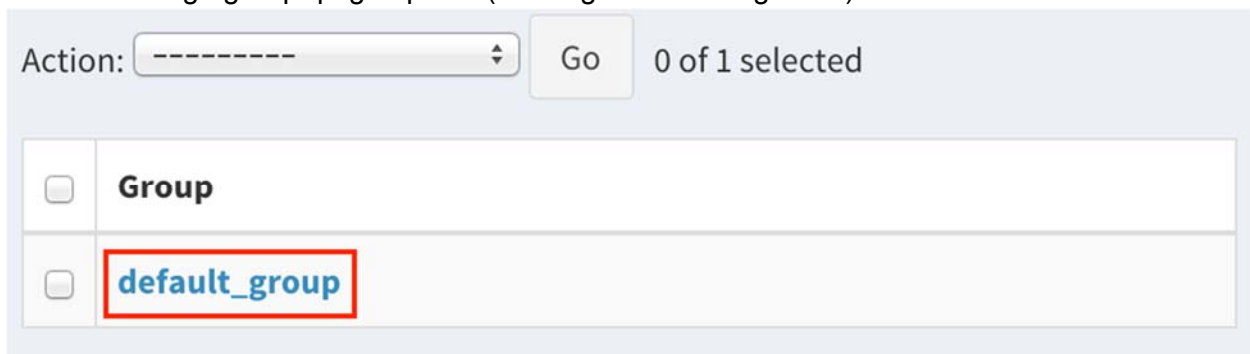 Action: --------- Go 0 of 1 selected
Group
default_group